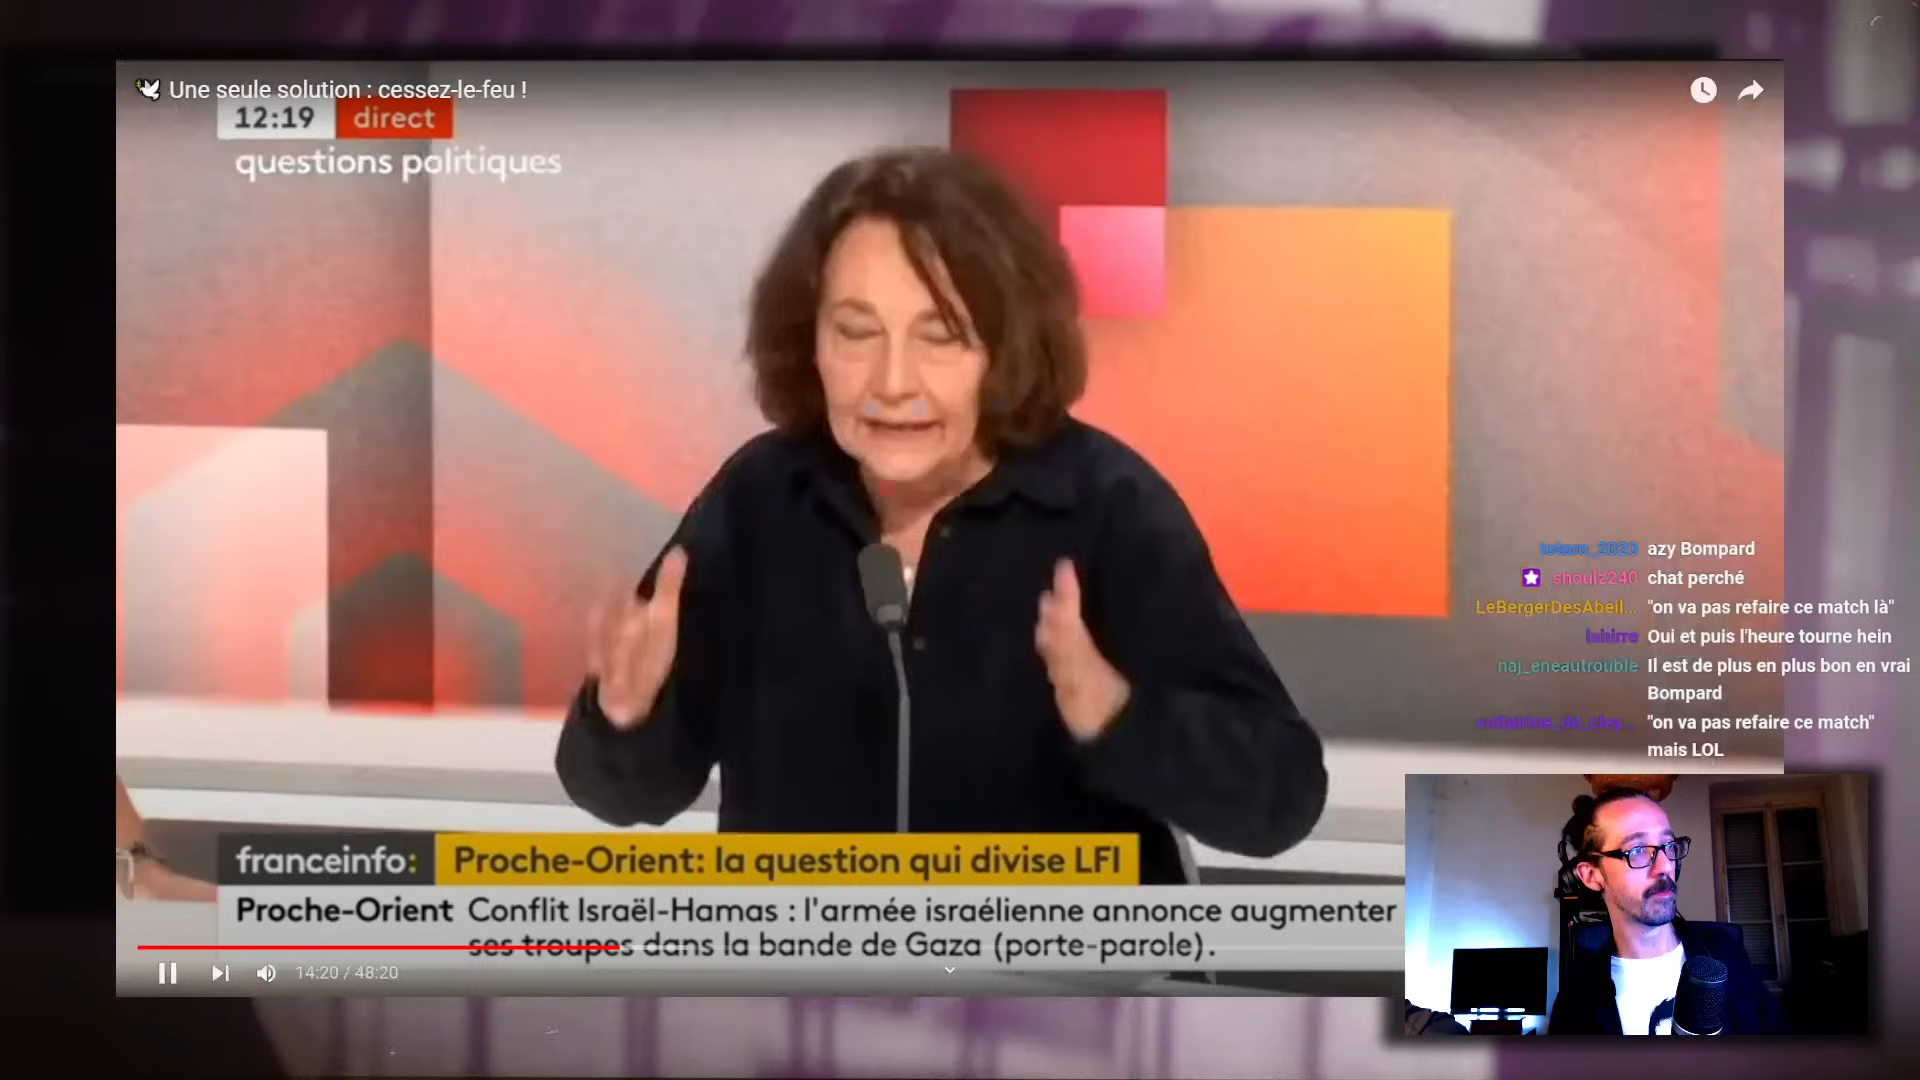 Une seule solution : cessez-le-feu !
12:19 direct
questions politiques
totoro_2023 azy Bompard
shoulz240 chat perché
LeBergerDesAbeil... "on va pas refaire ce match là"
Oui et puis l'heure tourne hein
naj_eneautrouble Il est de plus en plus bon en vrai
Bompard
"on va pas refaire ce match"
mais LOL
franceinfo: Proche-Orient: la question qui divise LFI
Proche-Orient Conflit Israël-Hamas : l'armée israélienne annonce augmenter
ses troupes dans la bande de Gaza (porte-parole).
14:20 / 48:20